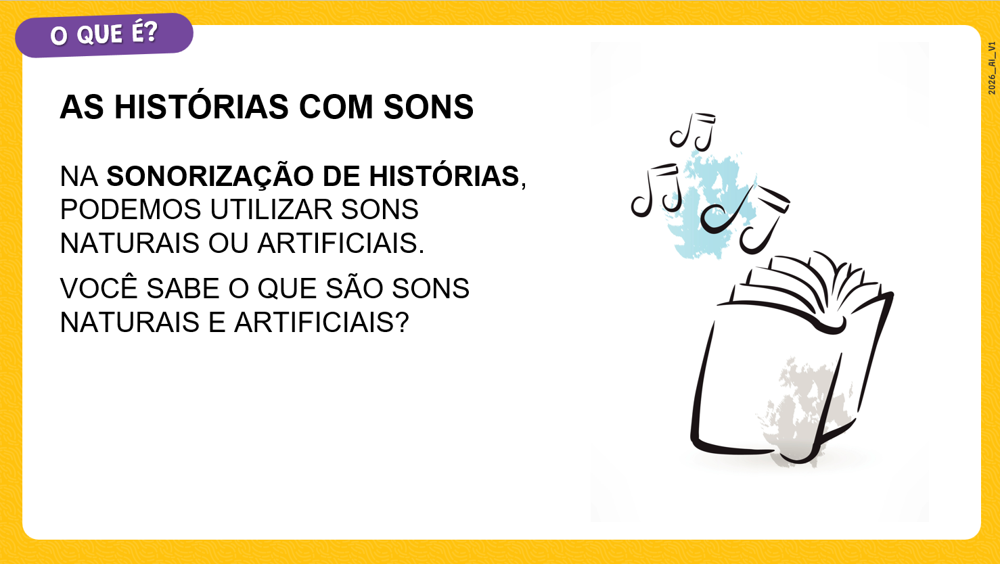 O QUE É?
AS HISTÓRIAS COM SONS
NA SONORIZAÇÃO DE HISTÓRIAS,
PODEMOS UTILIZAR SONS
NATURAIS OU ARTIFICIAIS.
VOCÊ SABE O QUE SÃO SONS
NATURAIS E ARTIFICIAIS?
2026_AI_V1